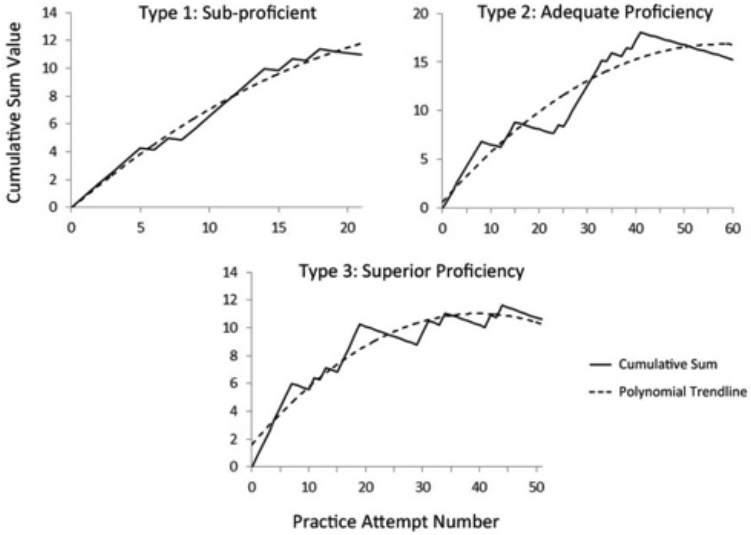 Type 1: Sub-proficient
14
12
10
8
6
4
2
0
0 5 10 15 20
Cumulative Sum Value
Type 2: Adequate Proficiency
20
15
10
5
0
0 10 20 30 40 50 60
Type 3: Superior Proficiency
14
12
10
8
6
4
2
0
0 10 20 30 40 50
Cumulative Sum
Polynomial Trendline
Practice Attempt Number